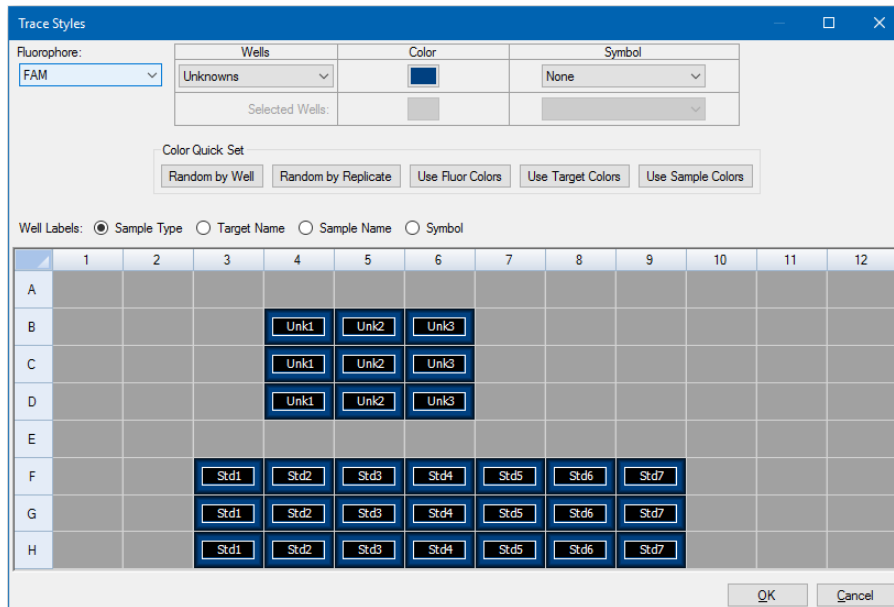 Trace Styles
Fluorophore: Wells Color Symbol
FAM Unknowns None
Selected Wells:
Color Quick Set
Random by Well Random by Replicate Use Fluor Colors Use Target Colors Use Sample Colors
Well Labels: Sample Type Target Name Sample Name Symbol
1 2 3 4 5 6 7 8 9 10 11 12
A
B Unk1 Unk2 Unk3
C Unk1 Unk2 Unk3
D Unk1 Unk2 Unk3
E
F Std1 Std2 Std3 Std4 Std5 Std6 Std7
G Std1 Std2 Std3 Std4 Std5 Std6 Std7
H Std1 Std2 Std3 Std4 Std5 Std6 Std7
OK Cancel